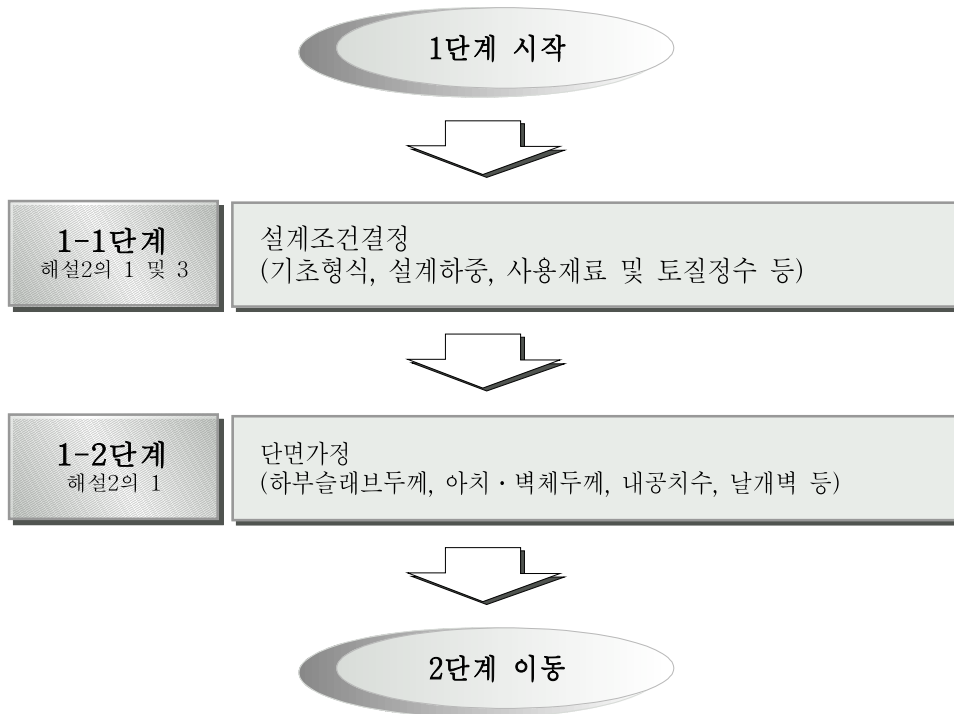 1단계 시작
1-1단계
해설2의 1 및 3
설계조건결정
(기초형식, 설계하중, 사용재료 및 토질정수 등)
1-2단계
해설2의 1
단면가정
(하부슬래브두께, 아치·벽체두께, 내공치수, 날개벽 등)
2단계 이동